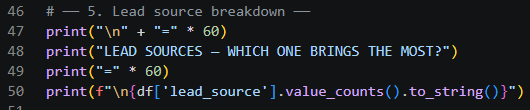 46 # —— 5. Lead source breakdown ——
47 print("\n" + "=" * 60)
48 print("LEAD SOURCES — WHICH ONE BRINGS THE MOST?")
49 print("=" * 60)
50 print(f"\n{df['lead_source'].value_counts().to_string()}")